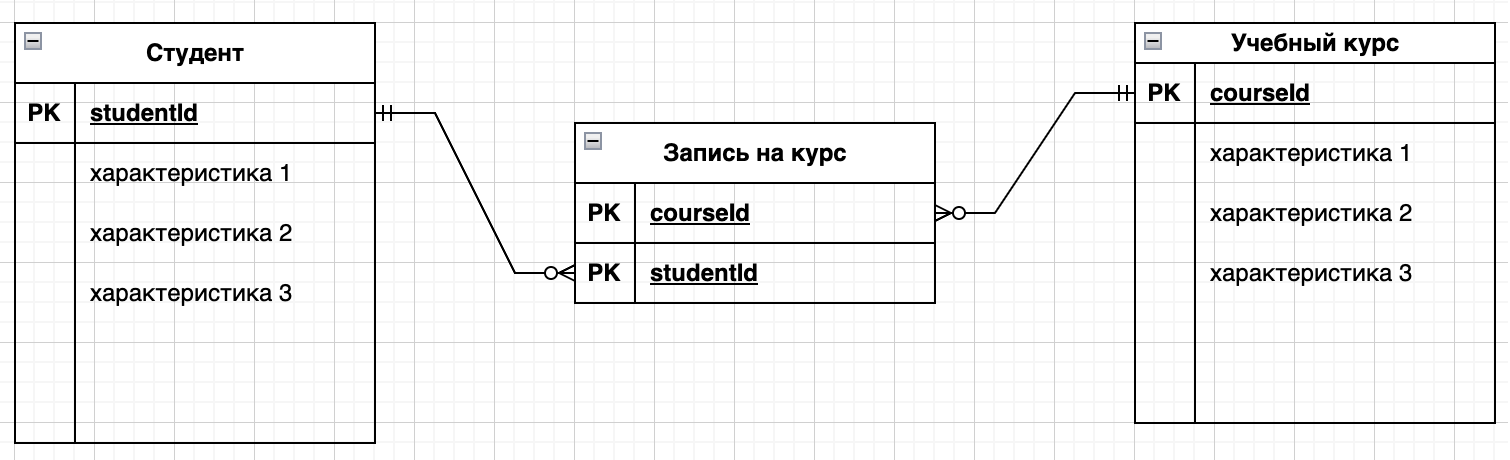 Студент
PK studentId
характеристика 1
характеристика 2
характеристика 3
Запись на курс
PK courseId
PK studentId
Учебный курс
PK courseId
характеристика 1
характеристика 2
характеристика 3